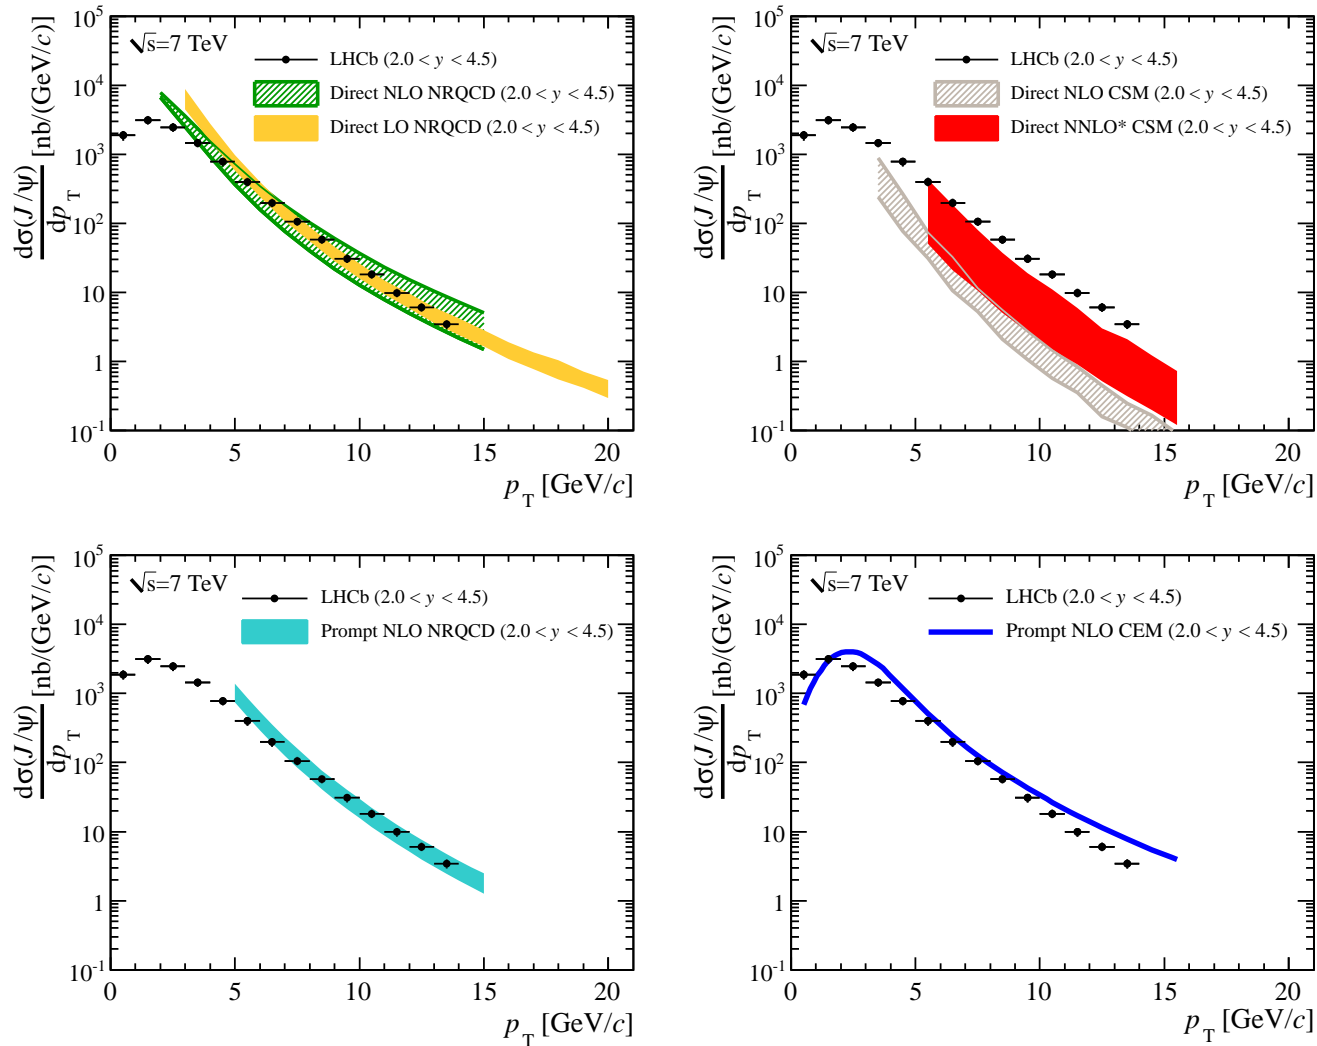 √s=7 TeV
LHCb (2.0 < y < 4.5)
Direct NLO NRQCD (2.0 < y < 4.5)
Direct LO NRQCD (2.0 < y < 4.5)
dσ(J/ψ)/dp_T [nb/(GeV/c)]
10^5
10^4
10^3
10^2
10
1
10^-1
0 5 10 15 20
p_T [GeV/c]
√s=7 TeV
LHCb (2.0 < y < 4.5)
Direct NLO CSM (2.0 < y < 4.5)
Direct NNLO* CSM (2.0 < y < 4.5)
dσ(J/ψ)/dp_T [nb/(GeV/c)]
10^5
10^4
10^3
10^2
10
1
10^-1
0 5 10 15 20
p_T [GeV/c]
√s=7 TeV
LHCb (2.0 < y < 4.5)
Prompt NLO NRQCD (2.0 < y < 4.5)
dσ(J/ψ)/dp_T [nb/(GeV/c)]
10^5
10^4
10^3
10^2
10
1
10^-1
0 5 10 15 20
p_T [GeV/c]
√s=7 TeV
LHCb (2.0 < y < 4.5)
Prompt NLO CEM (2.0 < y < 4.5)
dσ(J/ψ)/dp_T [nb/(GeV/c)]
10^5
10^4
10^3
10^2
10
1
10^-1
0 5 10 15 20
p_T [GeV/c]